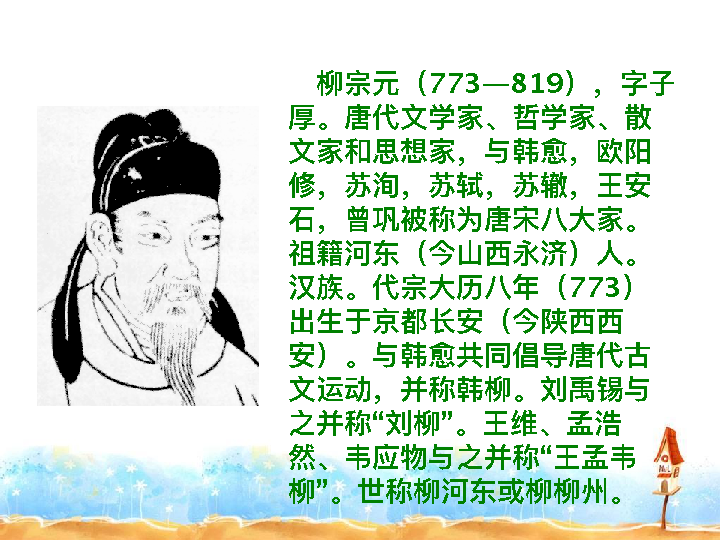 柳宗元（773—819），字子
厚。唐代文学家、哲学家、散
文家和思想家，与韩愈，欧阳
修，苏洵，苏轼，苏辙，王安
石，曾巩被称为唐宋八大家。
祖籍河东（今山西永济）人。
汉族。代宗大历八年（773）
出生于京都长安（今陕西西
安）。与韩愈共同倡导唐代古
文运动，并称韩柳。刘禹锡与
之并称“刘柳”。王维、孟浩
然、韦应物与之并称“王孟韦
柳”。世称柳河东或柳柳州。